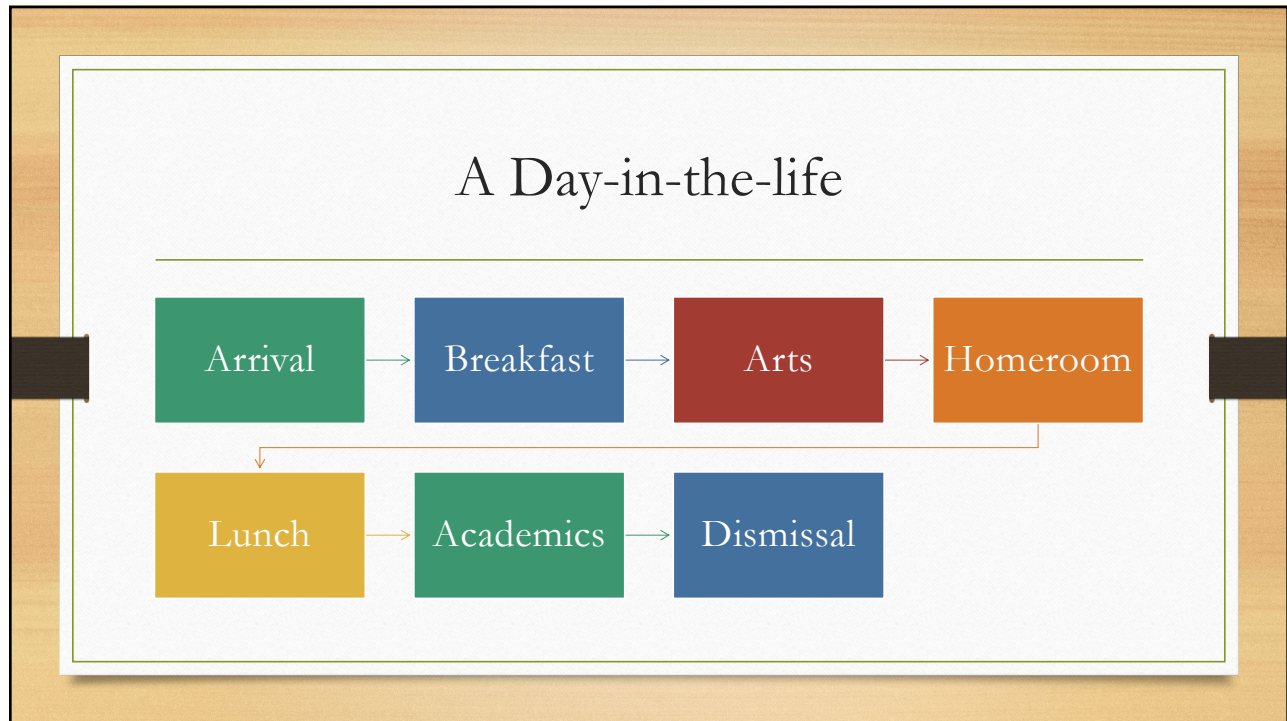 A Day-in-the-life
Arrival
Breakfast
Arts
Homeroom
Lunch
Academics
Dismissal